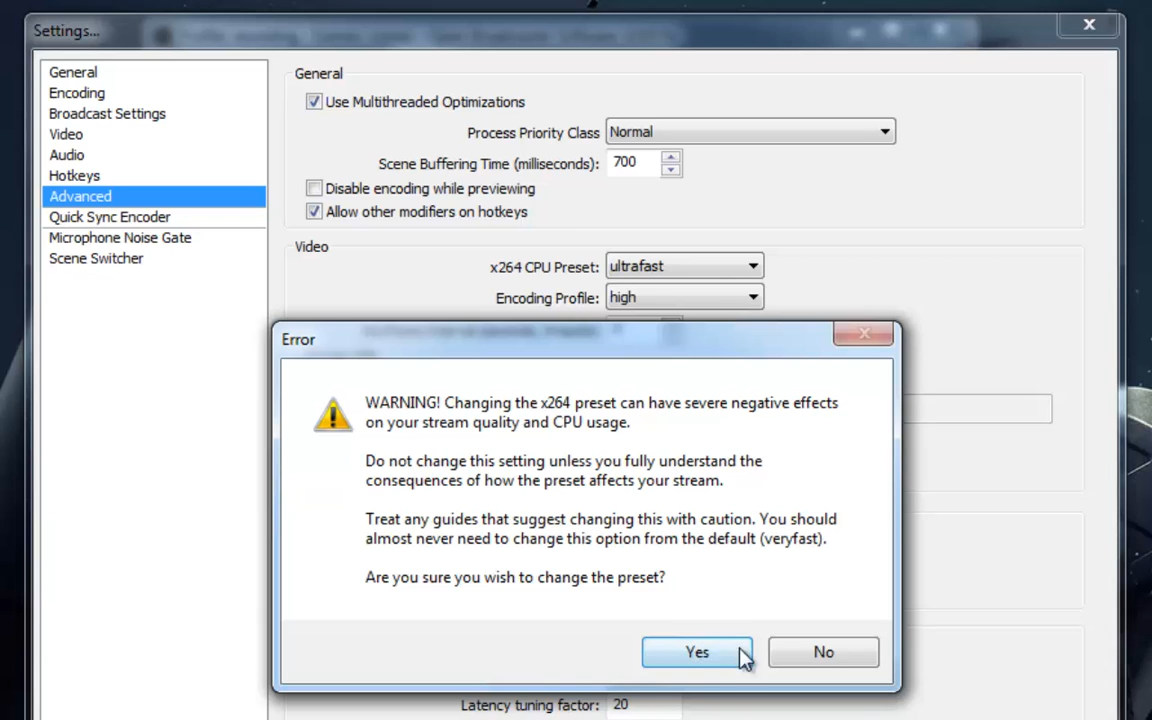 Settings...
General
Encoding
Broadcast Settings
Video
Audio
Hotkeys
Advanced
Quick Sync Encoder
Microphone Noise Gate
Scene Switcher
General
Use Multithreaded Optimizations
Process Priority Class Normal
Scene Buffering Time (milliseconds): 700
Disable encoding while previewing
Allow other modifiers on hotkeys
Video
x264 CPU Preset: ultrafast
Encoding Profile: high
Error
WARNING! Changing the x264 preset can have severe negative effects
on your stream quality and CPU usage.
Do not change this setting unless you fully understand the
consequences of how the preset affects your stream.
Treat any guides that suggest changing this with caution. You should
almost never need to change this option from the default (veryfast).
Are you sure you wish to change the preset?
Yes No
Latency tuning factor: 20